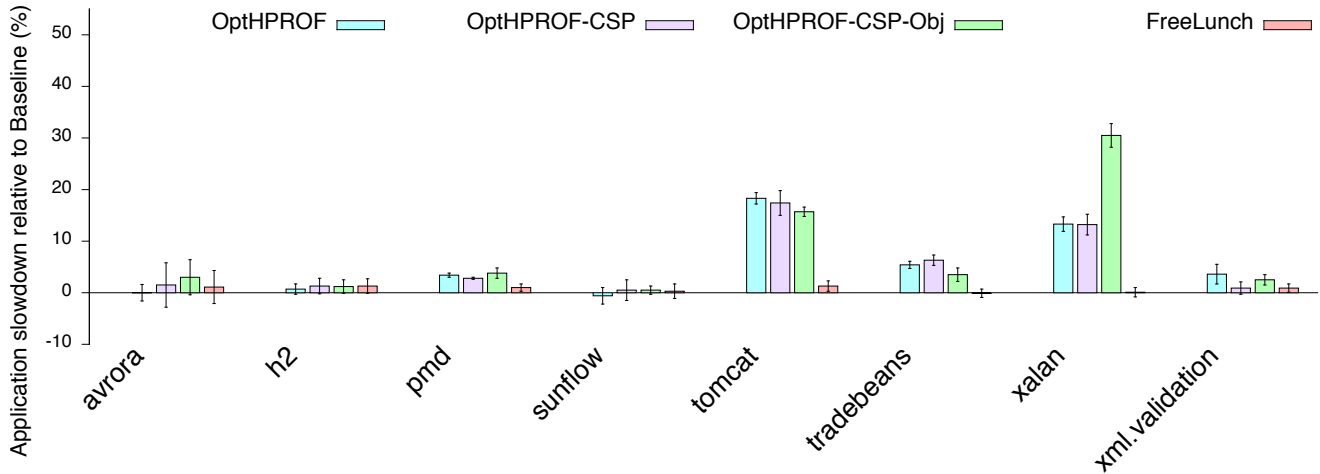 Application slowdown relative to Baseline (%)
OptHPROF
OptHPROF-CSP
OptHPROF-CSP-Obj
FreeLunch
50
40
30
20
10
0
-10
avrora
h2
pmd
sunflow
tomcat
tradebeans
xalan
xml.validation